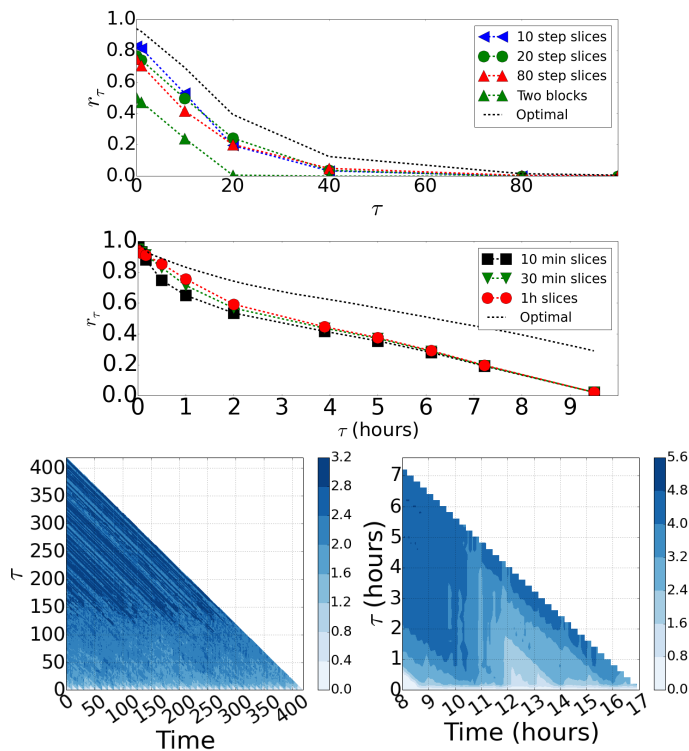 1.0
0.8
0.6
0.4
0.2
0.0
r_τ
0 20 40 60 80
τ
10 step slices
20 step slices
80 step slices
Two blocks
Optimal
1.0
0.8
0.6
0.4
0.2
0.0
r_τ
0 1 2 3 4 5 6 7 8 9
τ (hours)
10 min slices
30 min slices
1h slices
Optimal
400
350
300
250
200
150
100
50
0
τ
0 50 100 150 200 250 300 350 400
Time
3.2
2.8
2.4
2.0
1.6
1.2
0.8
0.4
0.0
7
6
5
4
3
2
1
0
τ (hours)
8 9 10 11 12 13 14 15 16 17
Time (hours)
5.6
4.8
4.0
3.2
2.4
1.6
0.8
0.0